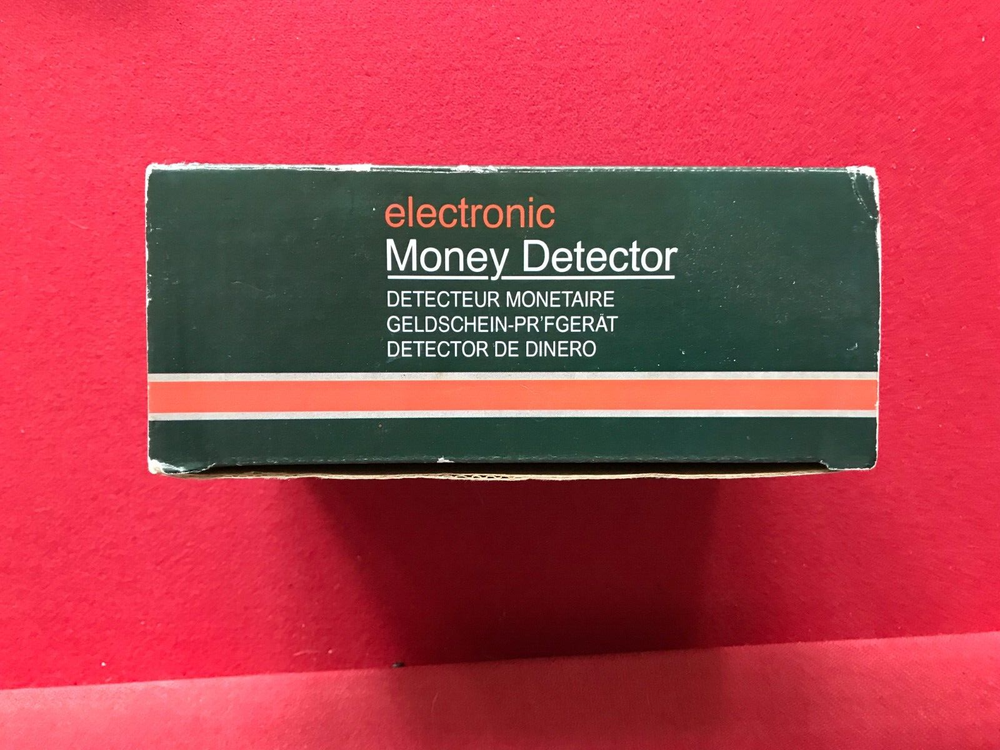 electronic
Money Detector
DETECTEUR MONETAIRE
GELDSCHEIN-PR'FGERÄT
DETECTOR DE DINERO